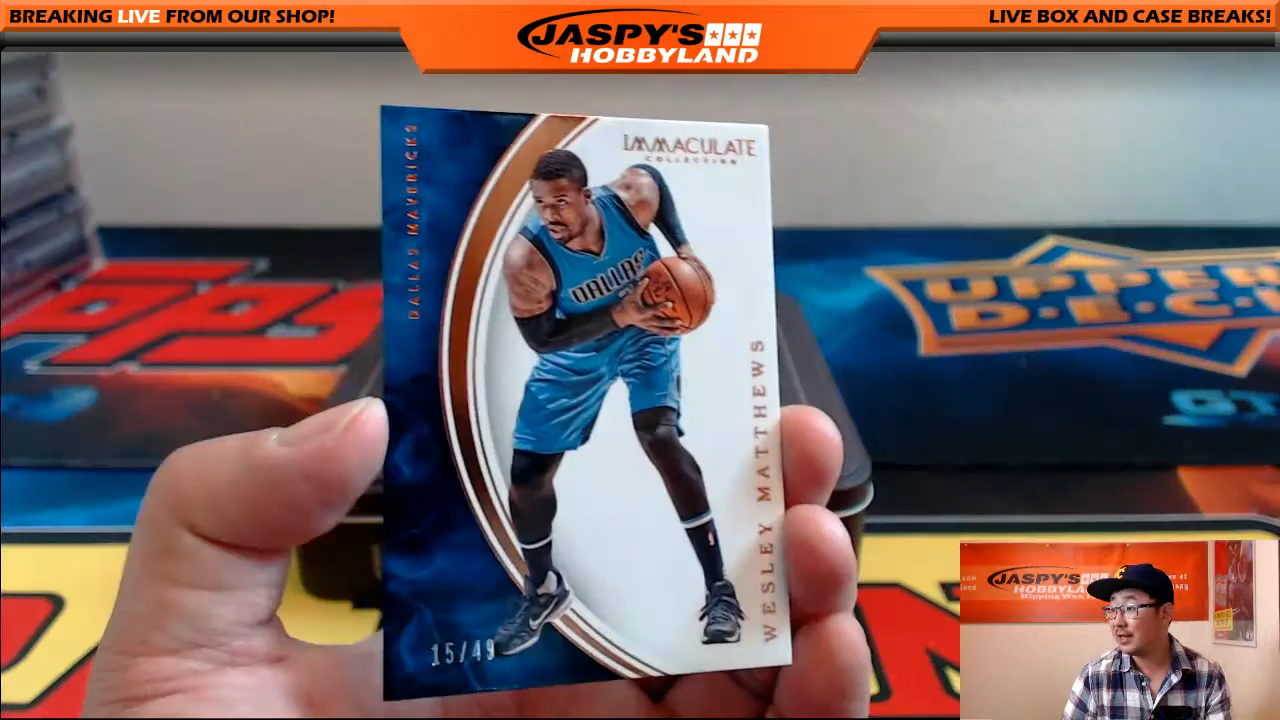 BREAKING LIVE FROM OUR SHOP!
JASPY'S
HOBBYLAND
LIVE BOX AND CASE BREAKS!
DALLAS MAVERICKS
IMMACULATE
COLLECTION
DALLAS
WESLEY MATTHEWS
15/49
UPPER
D·E·C·
JASPY'S
HOBBYLAND